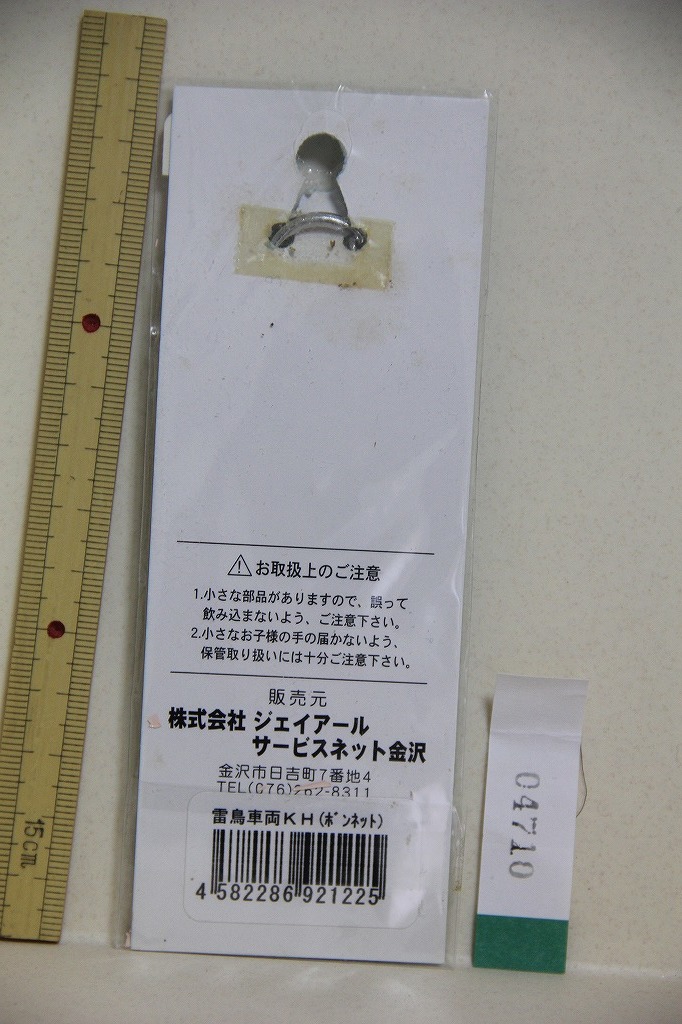 ⚠お取扱上のご注意
1.小さな部品がありますので、誤って
飲み込まないよう、ご注意下さい。
2.小さなお子様の手の届かないよう、
保管取り扱いには十分ご注意下さい。
販売元
株式会社 ジェイアール
サービスネット金沢
金沢市日吉町7番地4
TEL(076)262-8311
雷鳥車両KH(ボンネット)
4 582286 921225
15cm
04710